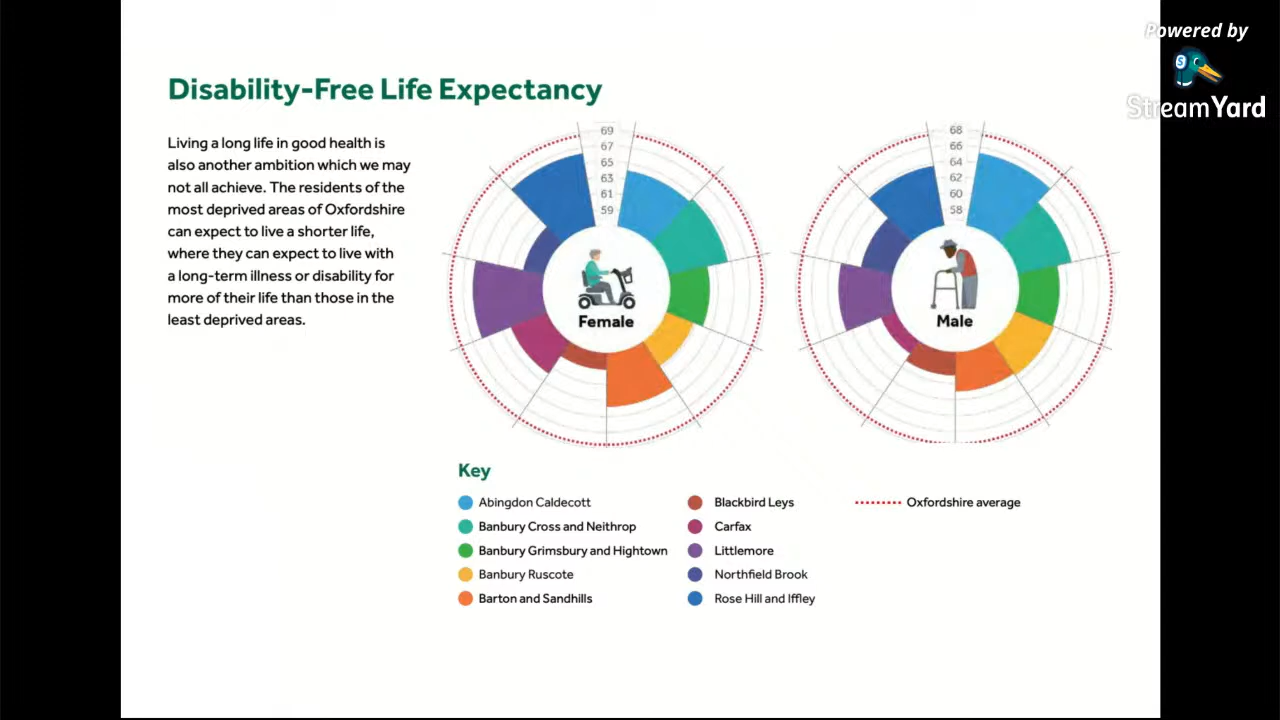 Powered by
StreamYard
Disability-Free Life Expectancy
Living a long life in good health is
also another ambition which we may
not all achieve. The residents of the
most deprived areas of Oxfordshire
can expect to live a shorter life,
where they can expect to live with
a long-term illness or disability for
more of their life than those in the
least deprived areas.
69
67
65
63
61
59
Female
68
66
64
62
60
58
Male
Key
Abingdon Caldecott
Banbury Cross and Neithrop
Banbury Grimsbury and Hightown
Banbury Ruscote
Barton and Sandhills
Blackbird Leys
Carfax
Littlemore
Northfield Brook
Rose Hill and Iffley
Oxfordshire average